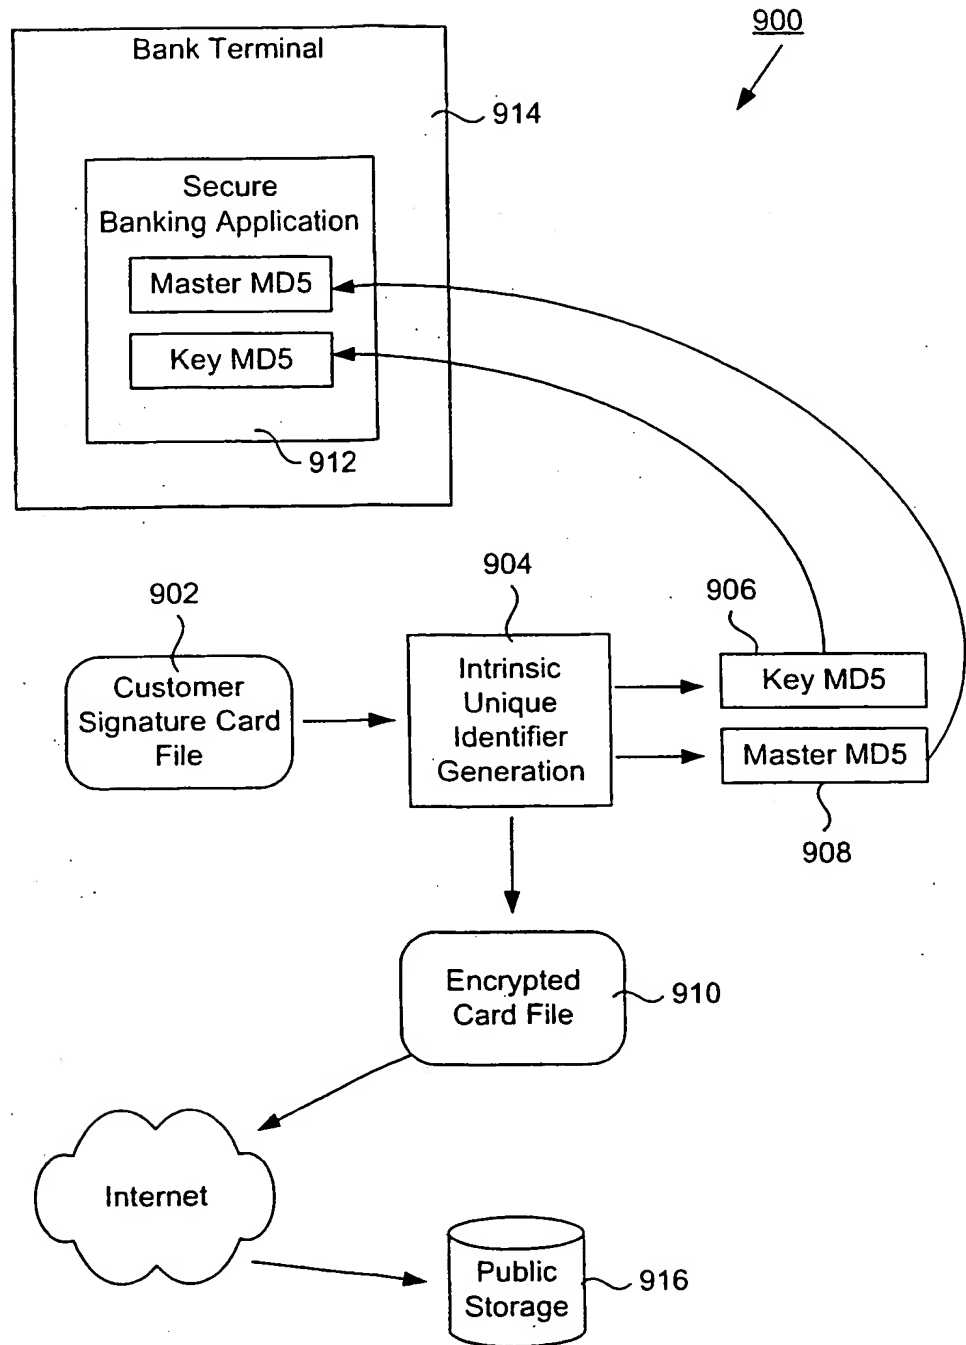 900
Bank Terminal
914
Secure
Banking Application
Master MD5
Key MD5
912
904
902
906
Customer
Signature Card
File
Intrinsic
Unique
Identifier
Generation
Key MD5
Master MD5
908
Encrypted
Card File
910
Internet
Public
Storage
916